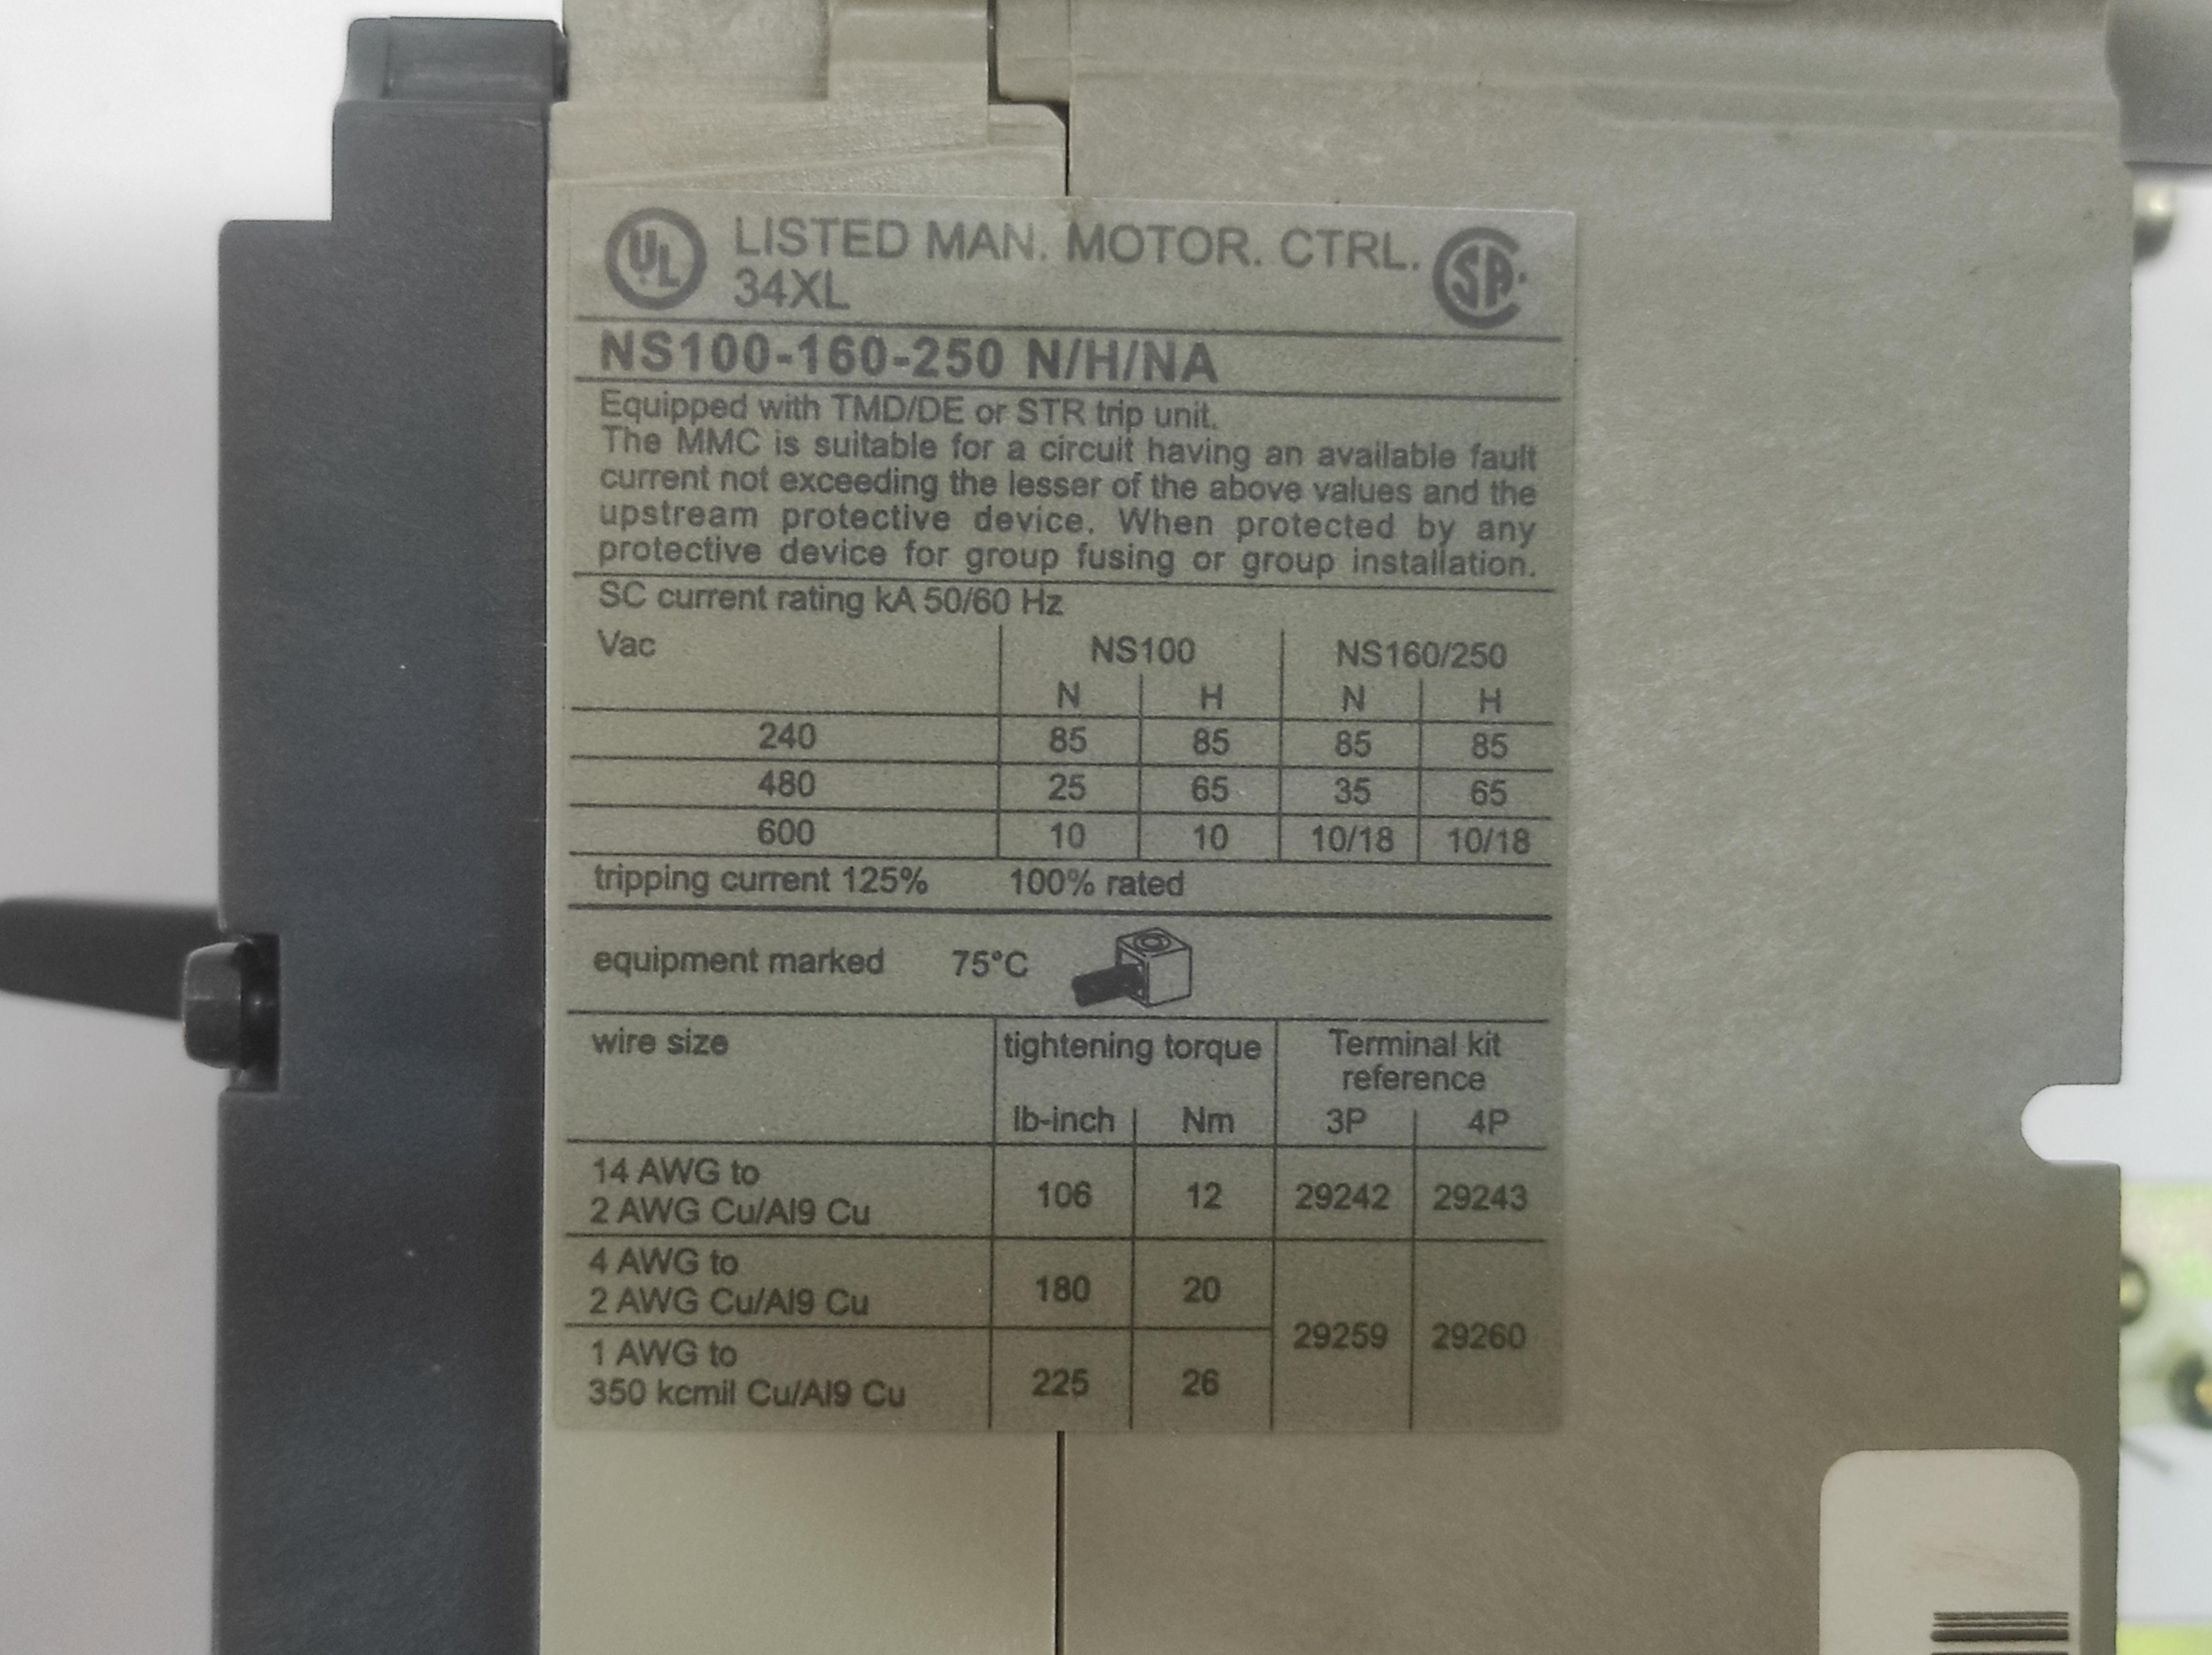 UL LISTED MAN. MOTOR. CTRL. SA
34XL
NS100-160-250 N/H/NA
Equipped with TMD/DE or STR trip unit.
The MMC is suitable for a circuit having an available fault
current not exceeding the lesser of the above values and the
upstream protective device. When protected by any
protective device for group fusing or group installation.
SC current rating kA 50/60 Hz
Vac NS100 NS160/250
N H N H
240 85 85 85 85
480 25 65 35 65
600 10 10 10/18 10/18
tripping current 125% 100% rated
equipment marked 75°C
wire size tightening torque Terminal kit
reference
lb-inch Nm 3P 4P
14 AWG to
2 AWG Cu/Al9 Cu 106 12 29242 29243
4 AWG to
2 AWG Cu/Al9 Cu 180 20
29259 29260
1 AWG to
350 kcmil Cu/Al9 Cu 225 26